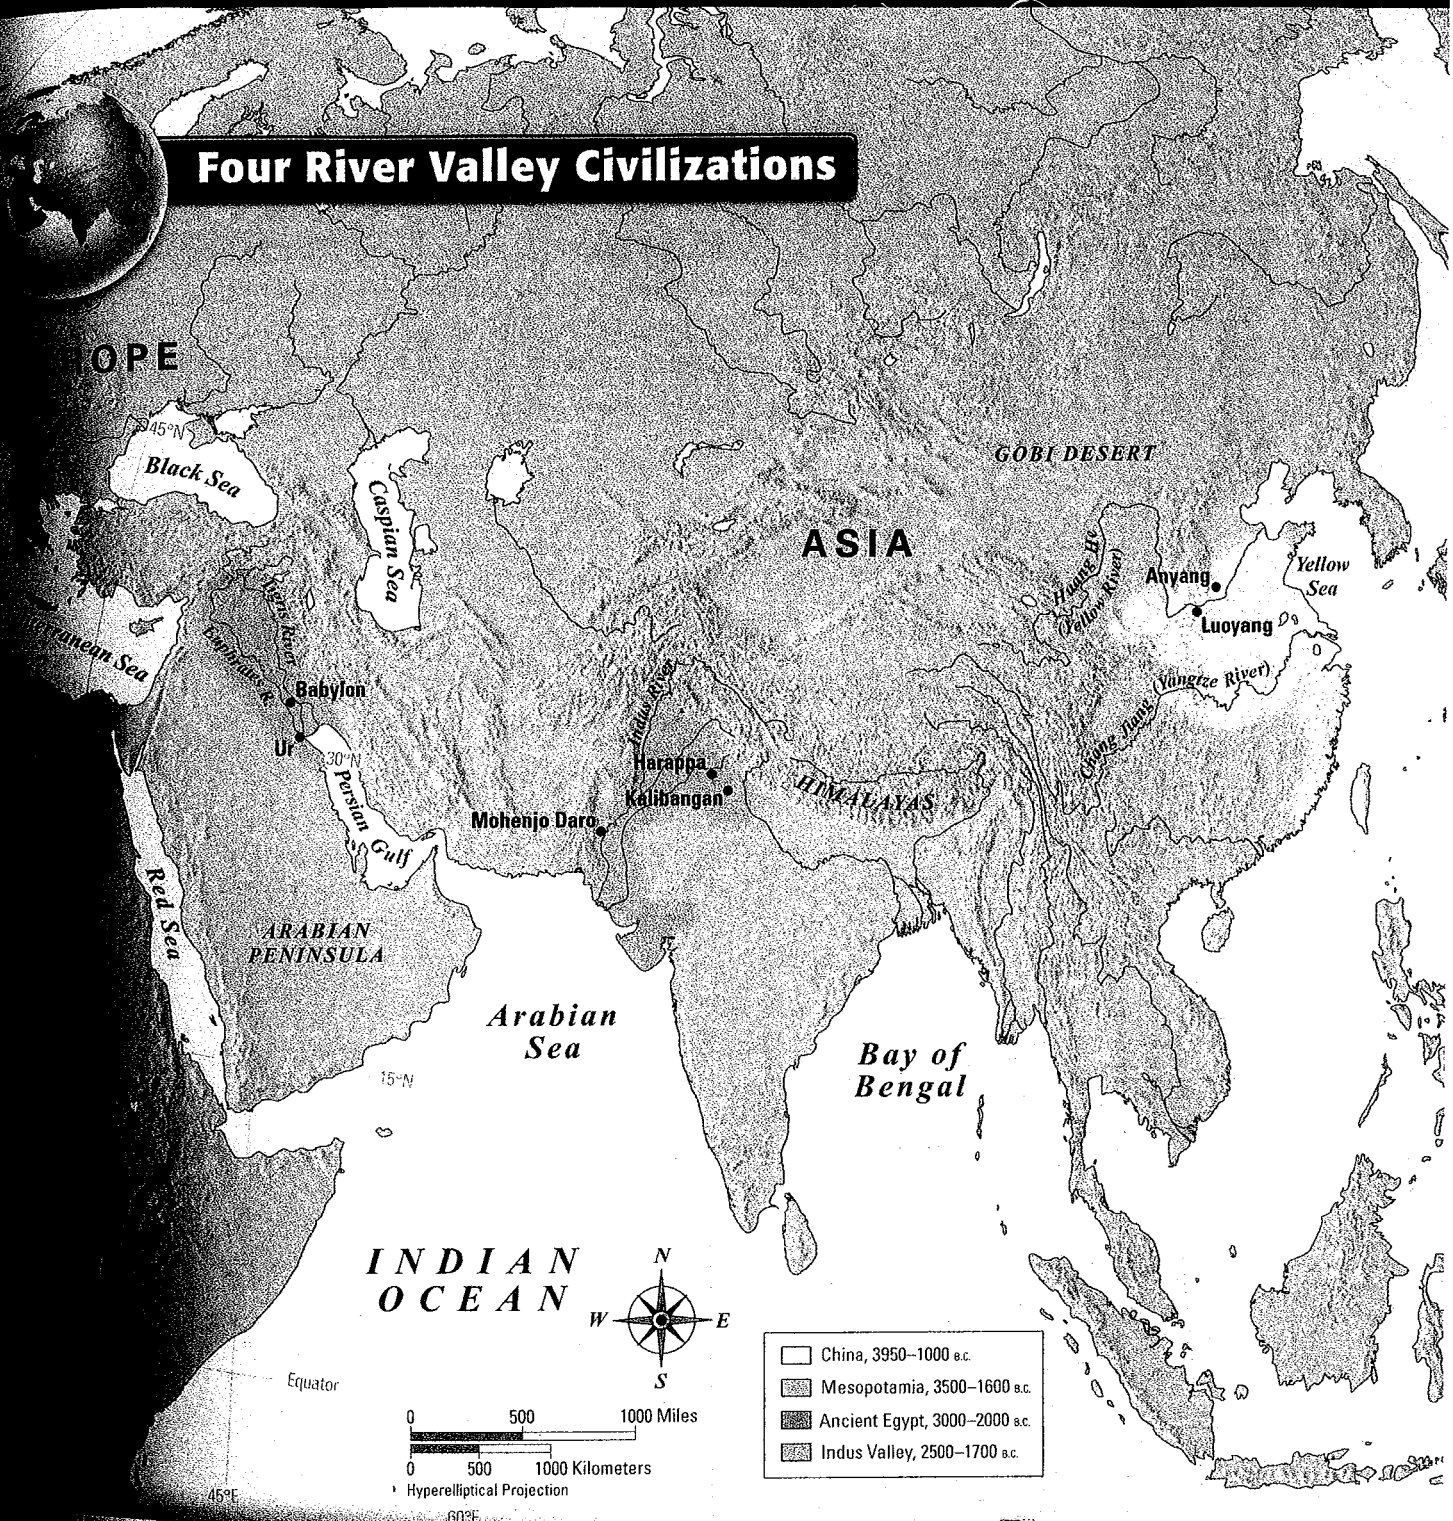 Four River Valley Civilizations
OPE
45°N
Black Sea
Caspian Sea
GOBI DESERT
ASIA
Huang He
(Yellow River)
Anyang
Yellow
Sea
Luoyang
Tigris River
Euphrates R.
rranean Sea
Babylon
Ur
30°N
Persian Gulf
Indus River
Harappa
Kalibangan
Mohenjo Daro
HIMALAYAS
Chang Jiang
(Yangtze River)
Red Sea
ARABIAN
PENINSULA
Arabian
Sea
Bay of
Bengal
15°N
INDIAN
OCEAN
N
W
E
S
Equator
0 500 1000 Miles
0 500 1000 Kilometers
Hyperelliptical Projection
45°E
60°E
China, 3950–1000 B.C.
Mesopotamia, 3500–1600 B.C.
Ancient Egypt, 3000–2000 B.C.
Indus Valley, 2500–1700 B.C.